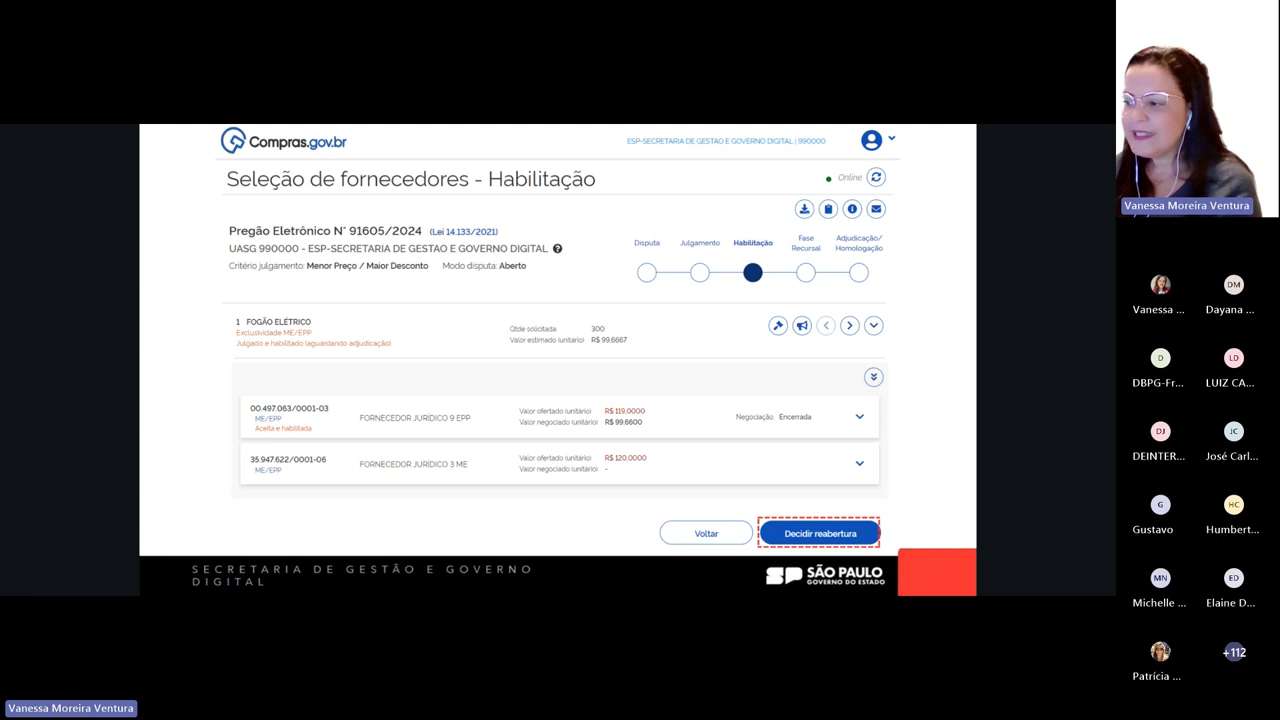 Compras.gov.br
ESP-SECRETARIA DE GESTAO E GOVERNO DIGITAL | 990000
Seleção de fornecedores - Habilitação
Online
Pregão Eletrônico N° 91605/2024 (Lei 14.133/2021)
UASG 990000 - ESP-SECRETARIA DE GESTAO E GOVERNO DIGITAL
Critério julgamento: Menor Preço / Maior Desconto Modo disputa: Aberto
Disputa
Julgamento
Habilitação
Fase
Recursal
Adjudicação/
Homologação
1 FOGÃO ELÉTRICO
Exclusividade ME/EPP
Julgado e habilitado (aguardando adjudicação)
Qtde solicitada: 300
Valor estimado (unitário) R$ 99,6667
00.497.063/0001-03
ME/EPP
Aceita e habilitada
FORNECEDOR JURÍDICO 9 EPP
Valor ofertado (unitário) R$ 119,0000
Valor negociado (unitário) R$ 99,6600
Negociação: Encerrada
35.947.622/0001-06
ME/EPP
FORNECEDOR JURÍDICO 3 ME
Valor ofertado (unitário) R$ 120,0000
Valor negociado (unitário) -
Voltar
Decidir reabertura
SECRETARIA DE GESTÃO E GOVERNO
DIGITAL
SP SÃO PAULO
GOVERNO DO ESTADO
Vanessa Moreira Ventura
Vanessa ...
DM
Dayana ...
D
DBPG-Fr...
LD
LUIZ CA...
DJ
DEINTER...
JC
José Carl...
G
Gustavo
HC
Humbert...
MN
Michelle ...
ED
Elaine D...
Patrícia ...
+112
Vanessa Moreira Ventura